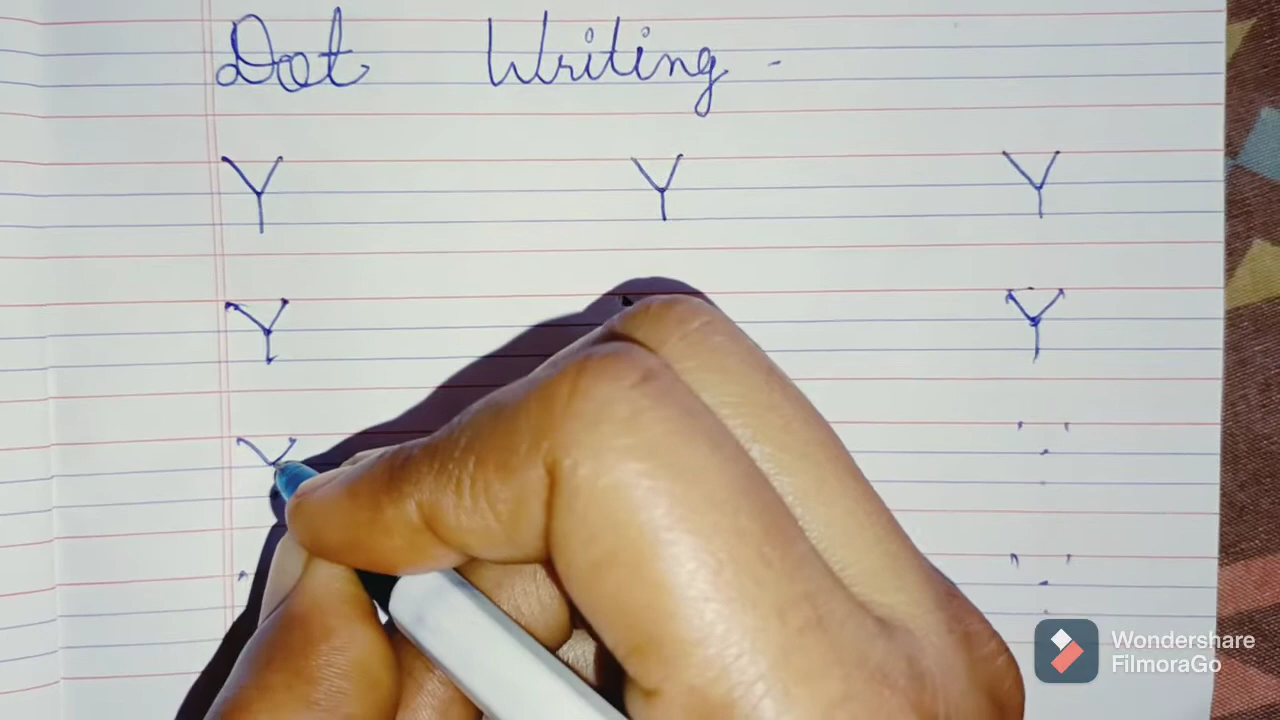 Dot Writing -
Y Y Y
Y Y
Y
Wondershare
FilmoraGo